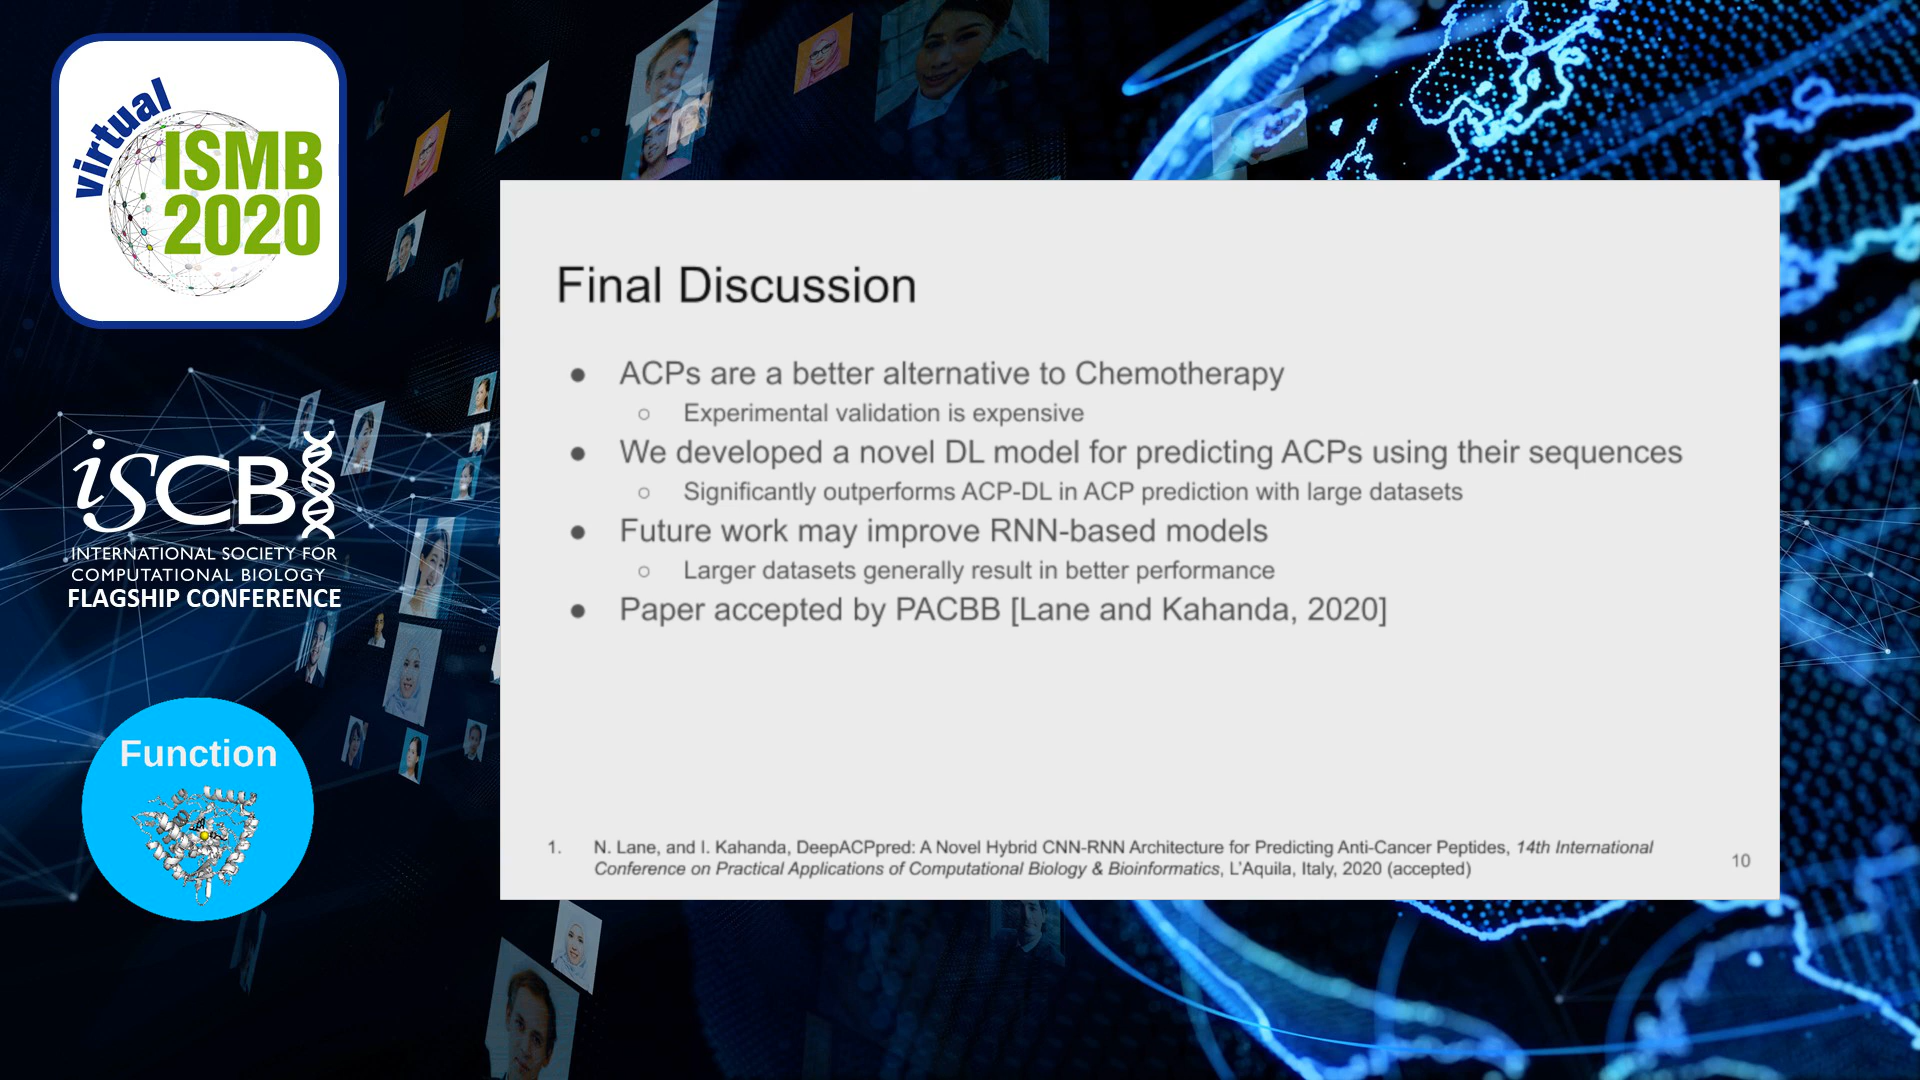 virtual
ISMB
2020
iSCB
INTERNATIONAL SOCIETY FOR
COMPUTATIONAL BIOLOGY
FLAGSHIP CONFERENCE
Function
Final Discussion
● ACPs are a better alternative to Chemotherapy
○ Experimental validation is expensive
● We developed a novel DL model for predicting ACPs using their sequences
○ Significantly outperforms ACP-DL in ACP prediction with large datasets
● Future work may improve RNN-based models
○ Larger datasets generally result in better performance
● Paper accepted by PACBB [Lane and Kahanda, 2020]
1. N. Lane, and I. Kahanda, DeepACPpred: A Novel Hybrid CNN-RNN Architecture for Predicting Anti-Cancer Peptides, 14th International
Conference on Practical Applications of Computational Biology & Bioinformatics, L'Aquila, Italy, 2020 (accepted)
10